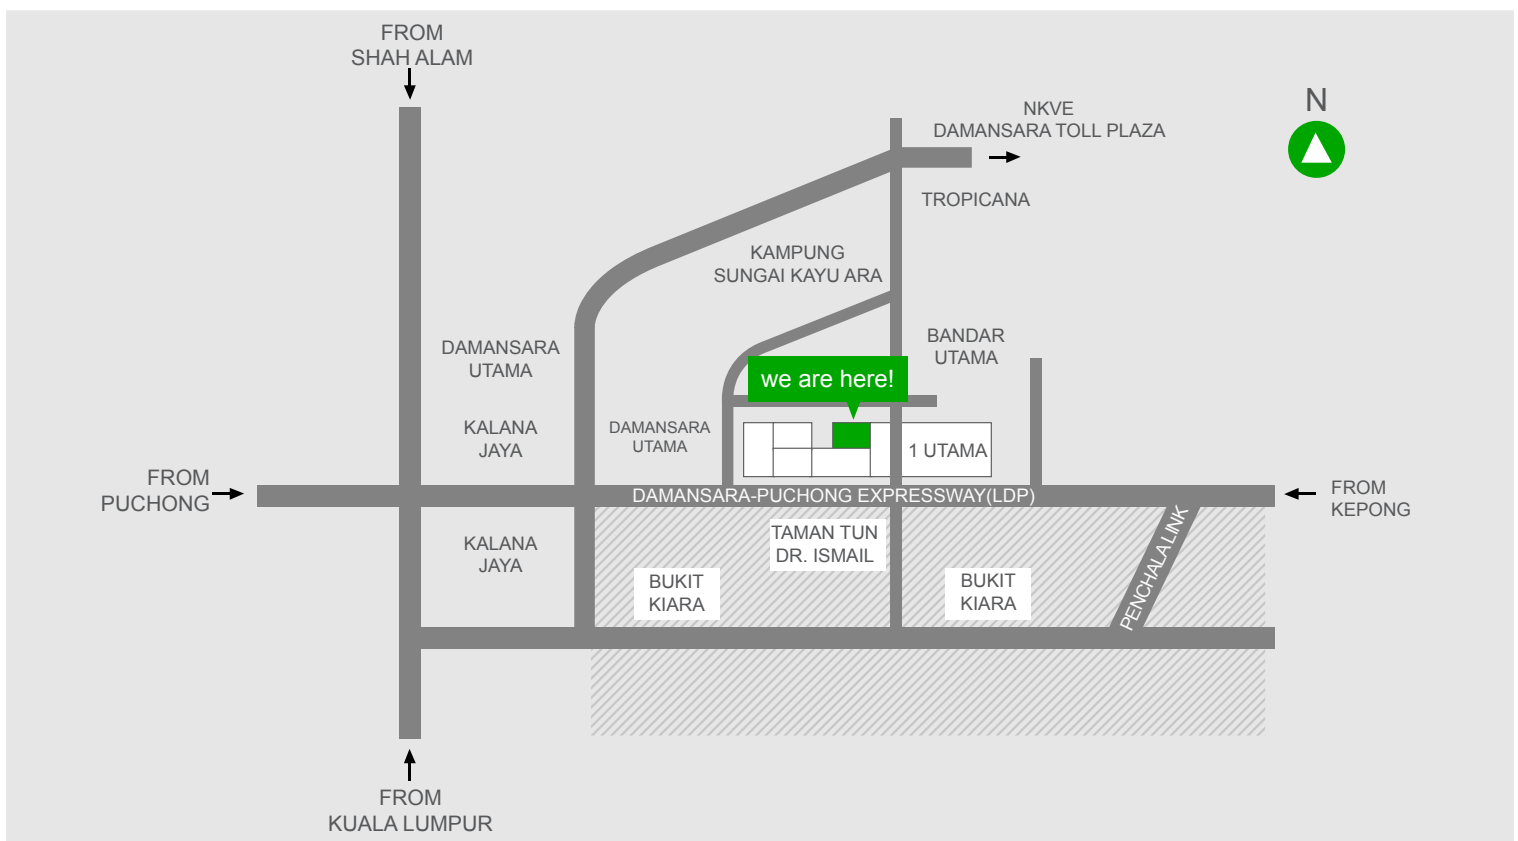 FROM
SHAH ALAM
N
NKVE
DAMANSARA TOLL PLAZA
TROPICANA
KAMPUNG
SUNGAI KAYU ARA
DAMANSARA
UTAMA
BANDAR
UTAMA
we are here!
KALANA
JAYA
DAMANSARA
UTAMA
1 UTAMA
FROM
PUCHONG
DAMANSARA-PUCHONG EXPRESSWAY(LDP)
FROM
KEPONG
KALANA
JAYA
TAMAN TUN
DR. ISMAIL
PENCHALA LINK
BUKIT
KIARA
BUKIT
KIARA
FROM
KUALA LUMPUR